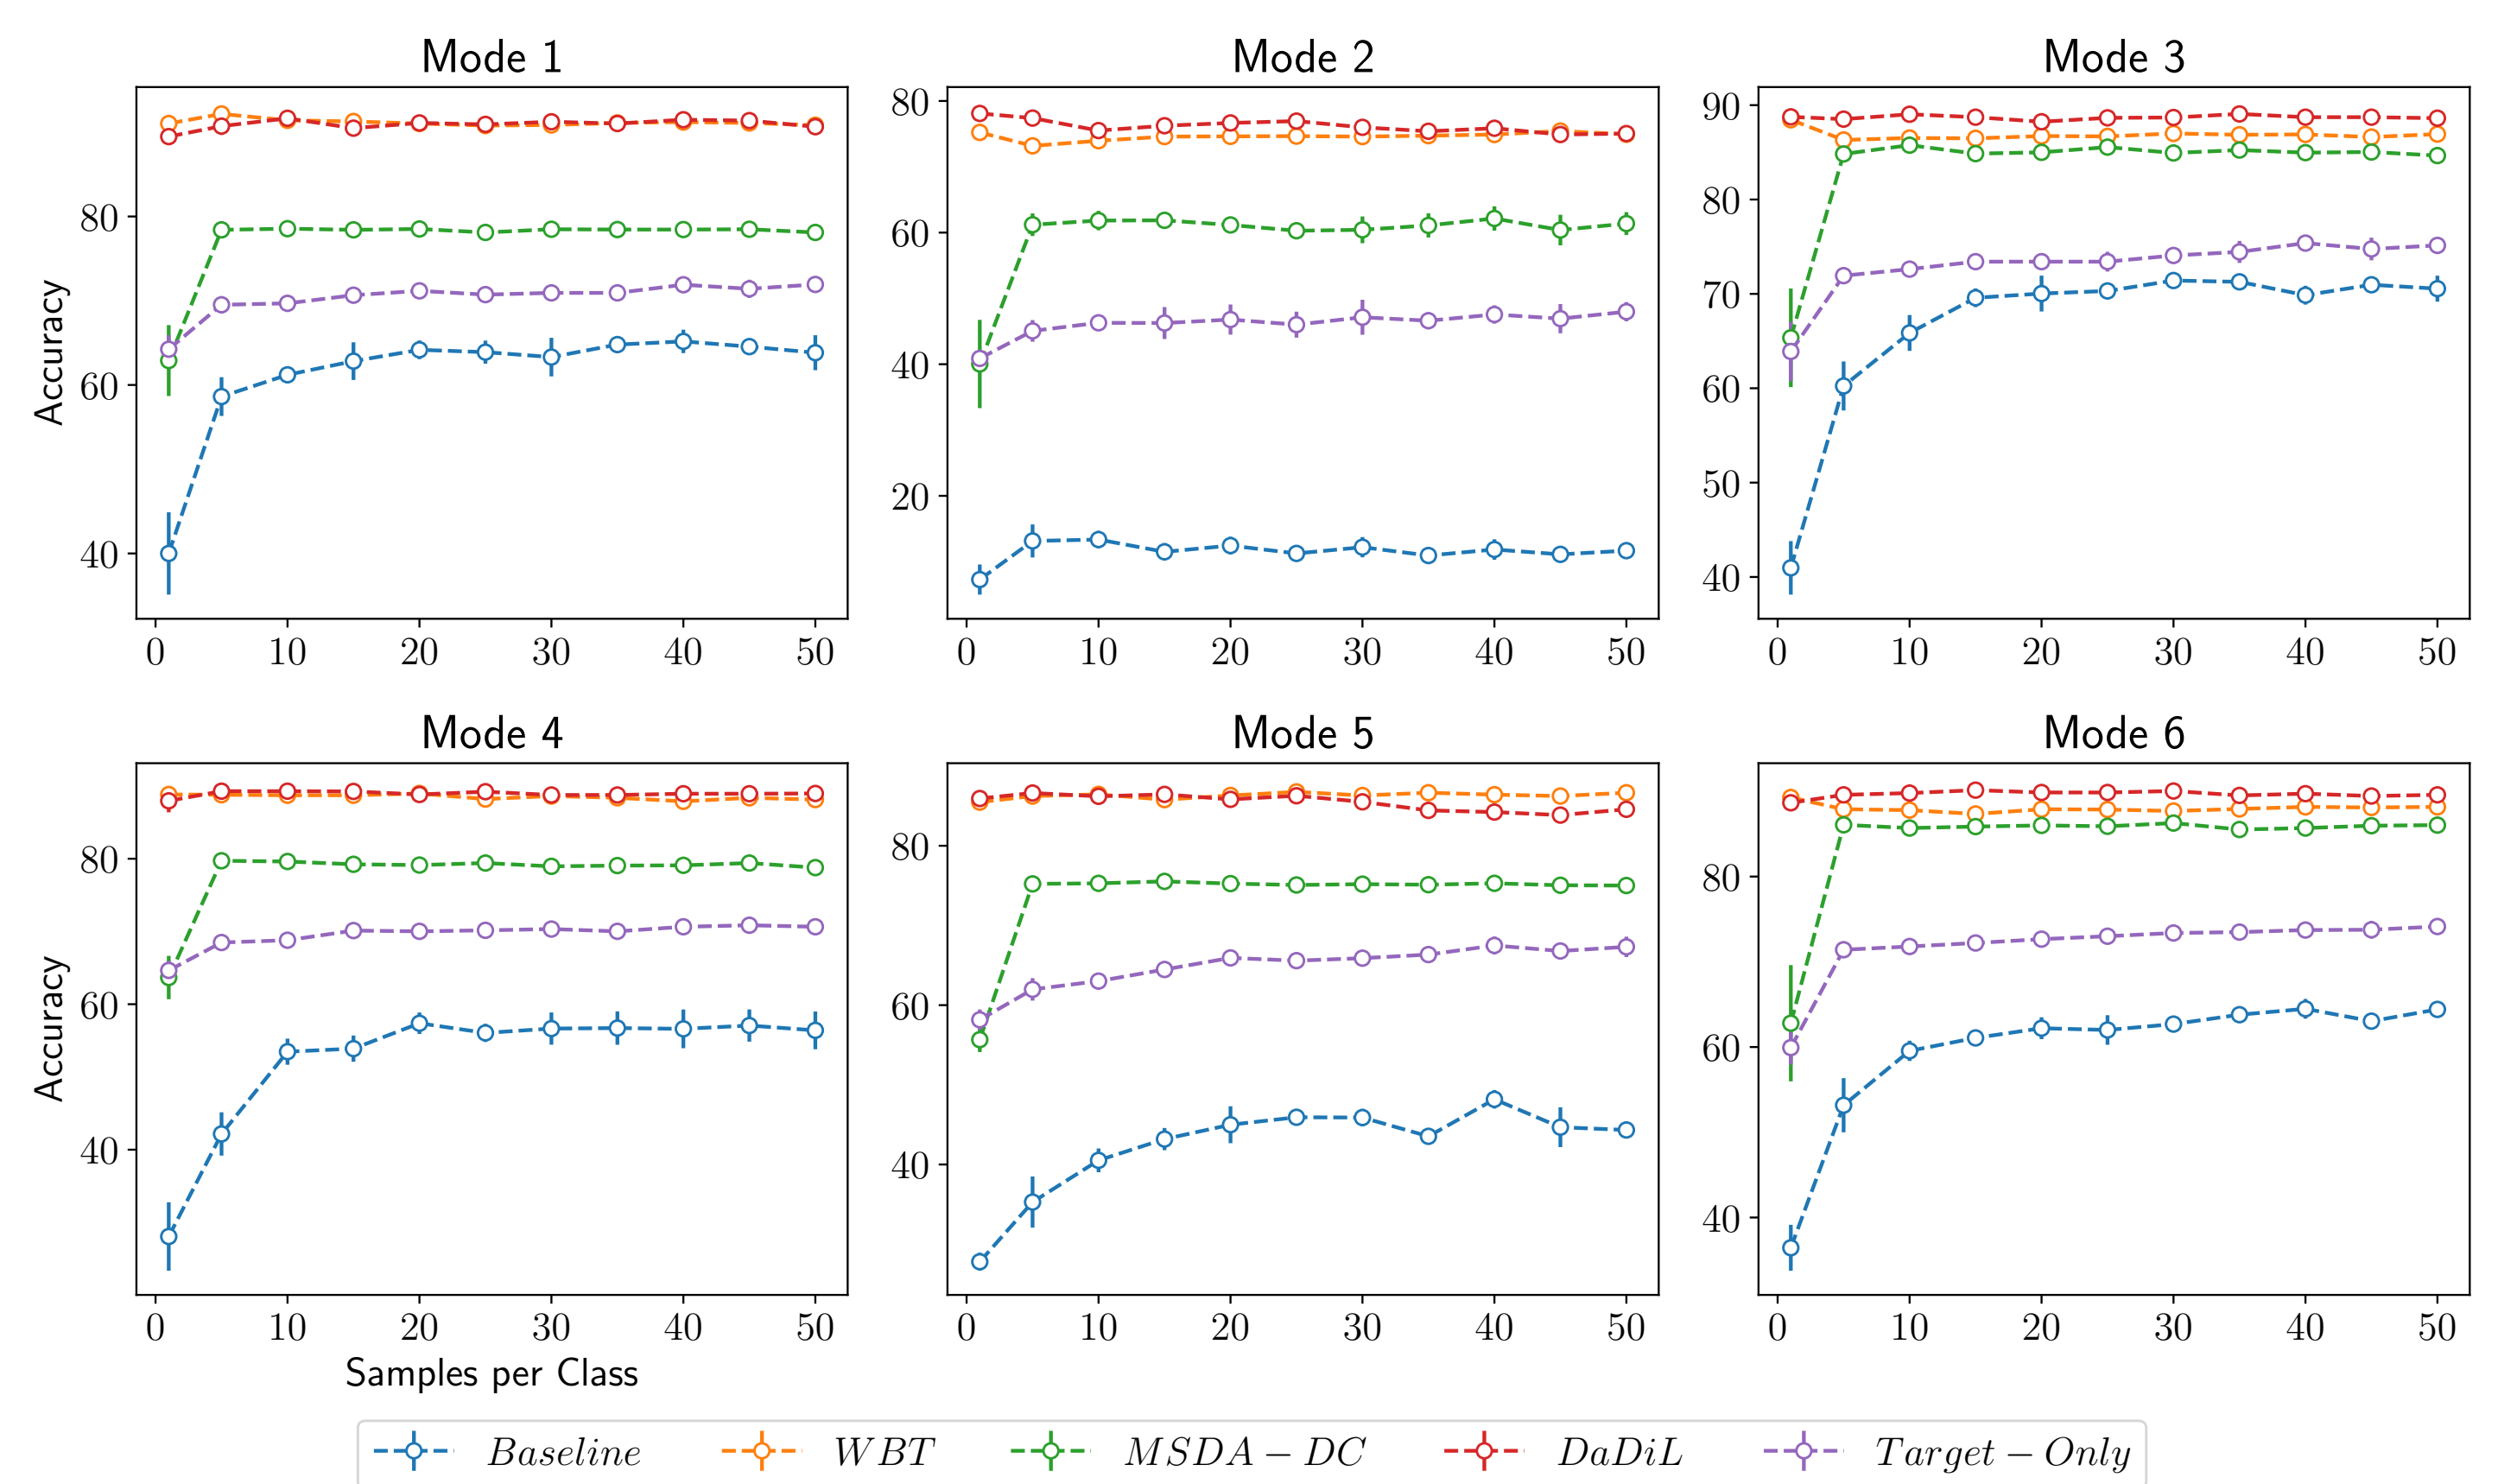 Mode 1
Mode 2
Mode 3
Accuracy
80
60
40
0 10 20 30 40 50
80
60
40
20
0 10 20 30 40 50
90
80
70
60
50
40
0 10 20 30 40 50
Mode 4
Mode 5
Mode 6
Accuracy
80
60
40
0 10 20 30 40 50
Samples per Class
80
60
40
0 10 20 30 40 50
80
60
40
0 10 20 30 40 50
Baseline WBT MSDA − DC DaDiL Target − Only